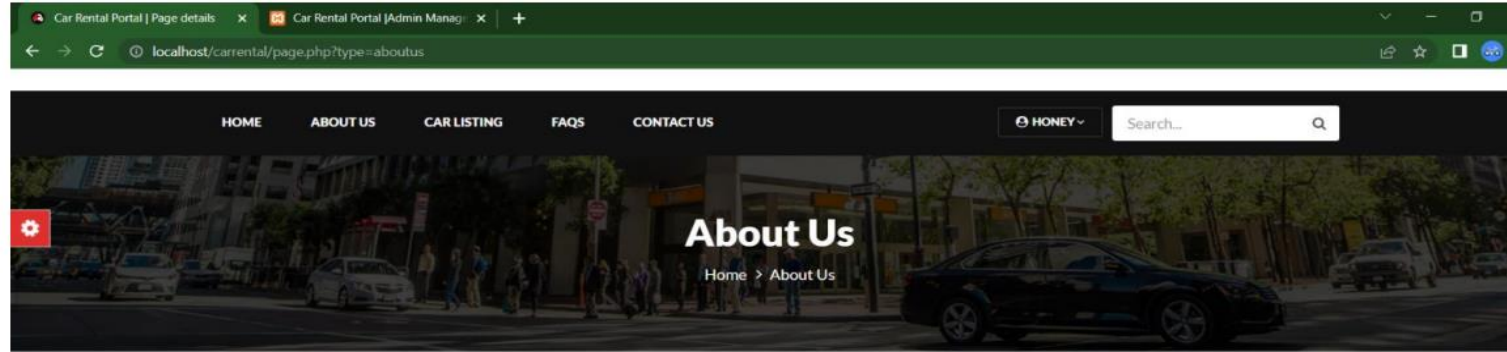 Car Rental Portal | Page details
Car Rental Portal |Admin Manag
localhost/carrental/page.php?type=aboutus
HOME ABOUT US CAR LISTING FAQS CONTACT US HONEY Search...
About Us
Home > About Us